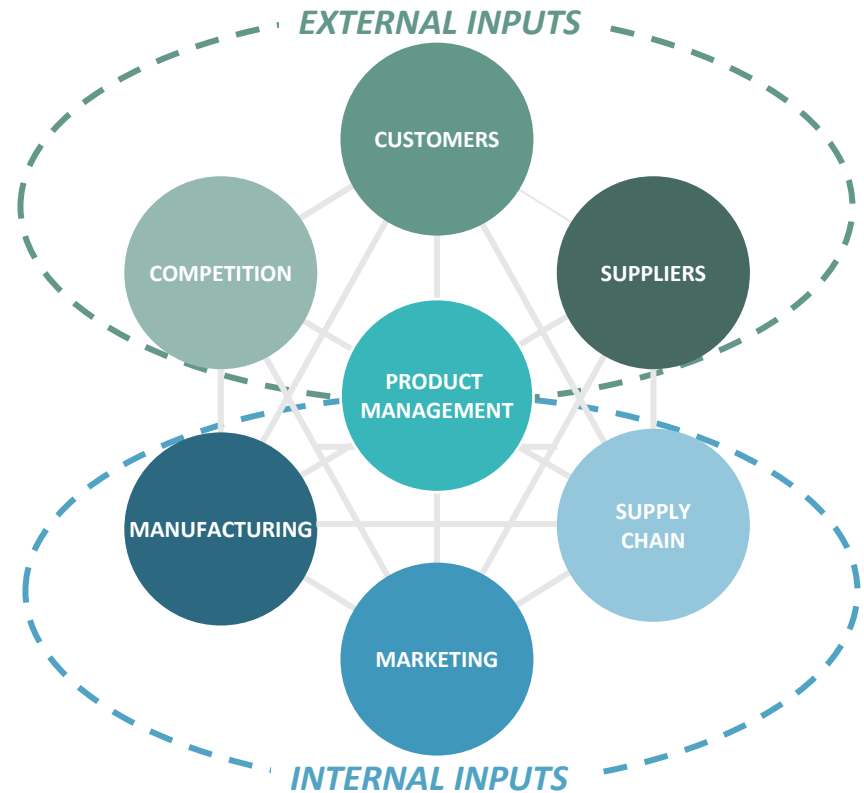 EXTERNAL INPUTS
CUSTOMERS
COMPETITION
SUPPLIERS
PRODUCT
MANAGEMENT
MANUFACTURING
SUPPLY
CHAIN
MARKETING
INTERNAL INPUTS